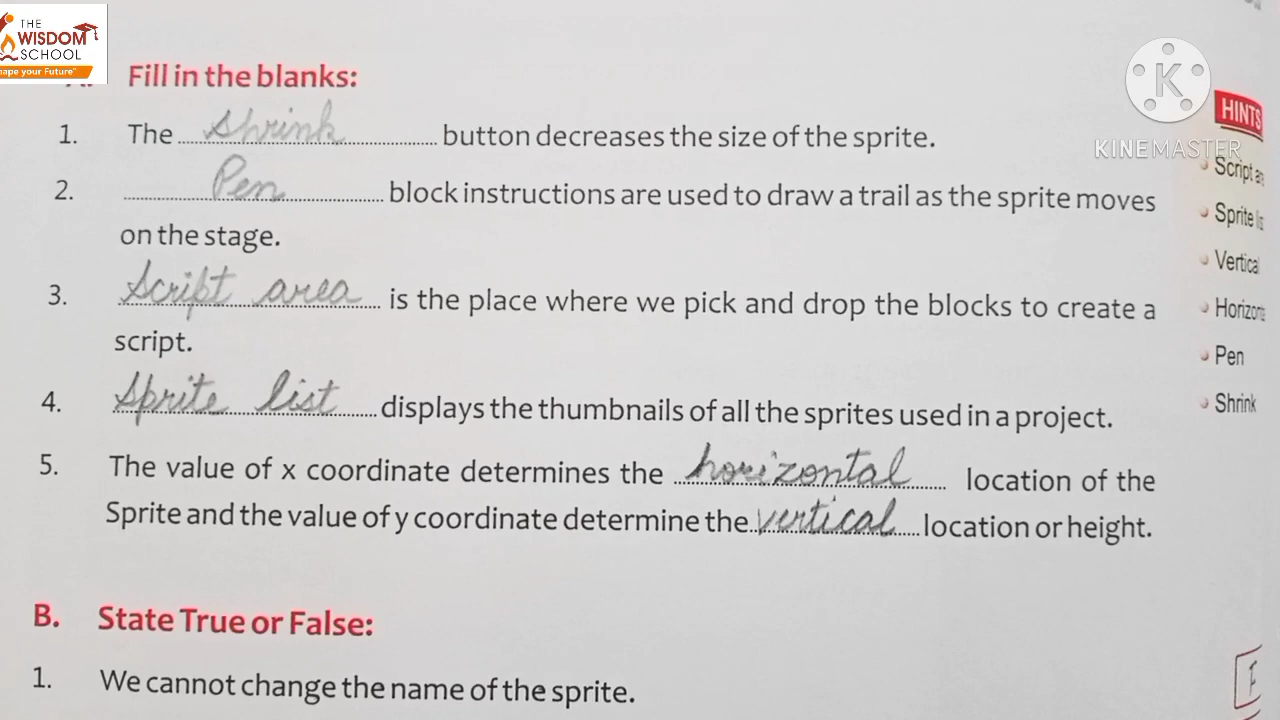 THE
WISDOM
SCHOOL
hape your Future"
Fill in the blanks:
1. The shrink button decreases the size of the sprite.
2. Pen block instructions are used to draw a trail as the sprite moves
on the stage.
3. Script area is the place where we pick and drop the blocks to create a
script.
4. Sprite list displays the thumbnails of all the sprites used in a project.
5. The value of x coordinate determines the horizontal location of the
Sprite and the value of y coordinate determine the vertical location or height.
B. State True or False:
1. We cannot change the name of the sprite. F
K
KINEMASTER
HINTS
Script
Sprite
Pen
Shrink